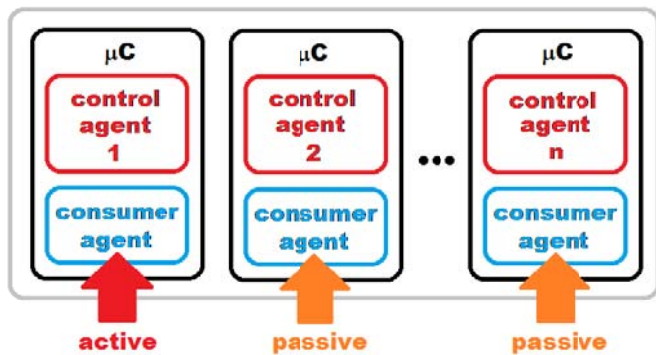 µC
control
agent
1
consumer
agent
active
µC
control
agent
2
consumer
agent
passive
...
µC
control
agent
n
consumer
agent
passive